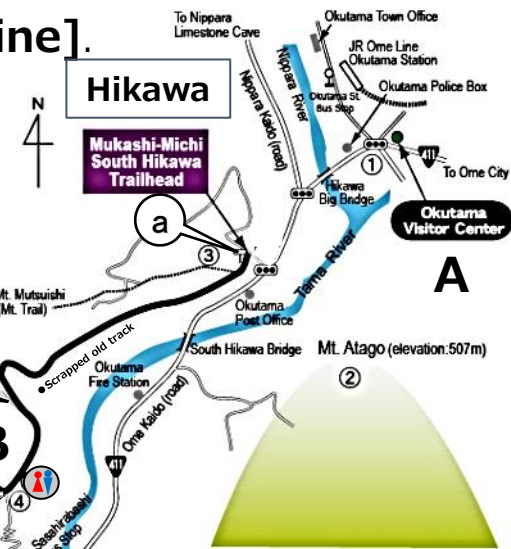 ine].
To Nippara
Limestone Cave
Okutama Town Office
JR Ome Line
Okutama Station
Okutama Police Box
Okutama St.
Bus Stop
Hikawa
N
Nippara River
Nippara Kaido (road)
Mukashi-Michi
South Hikawa
Trailhead
①
411
To Ome City
Hikawa
Big Bridge
Okutama
Visitor Center
A
a
③
Mt. Mutsuishi
(Mt. Trail)
Tama River
Okutama
Post Office
Scrapped old track
South Hikawa Bridge
Mt. Atago (elevation:507m)
②
Okutama
Fire Station
Ome Kaido (road)
B
411
④
Sasahirabashi
Stop